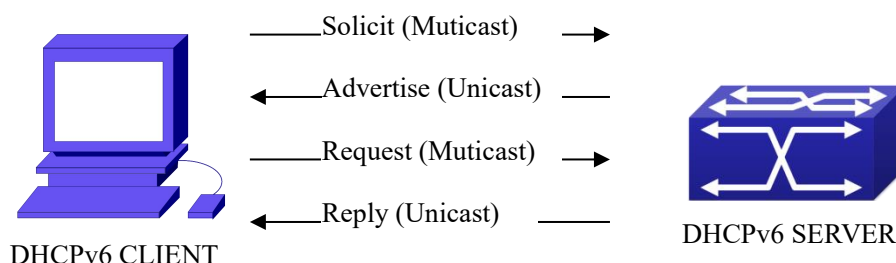 Solicit (Muticast)
Advertise (Unicast)
Request (Muticast)
Reply (Unicast)
DHCPv6 CLIENT
DHCPv6 SERVER